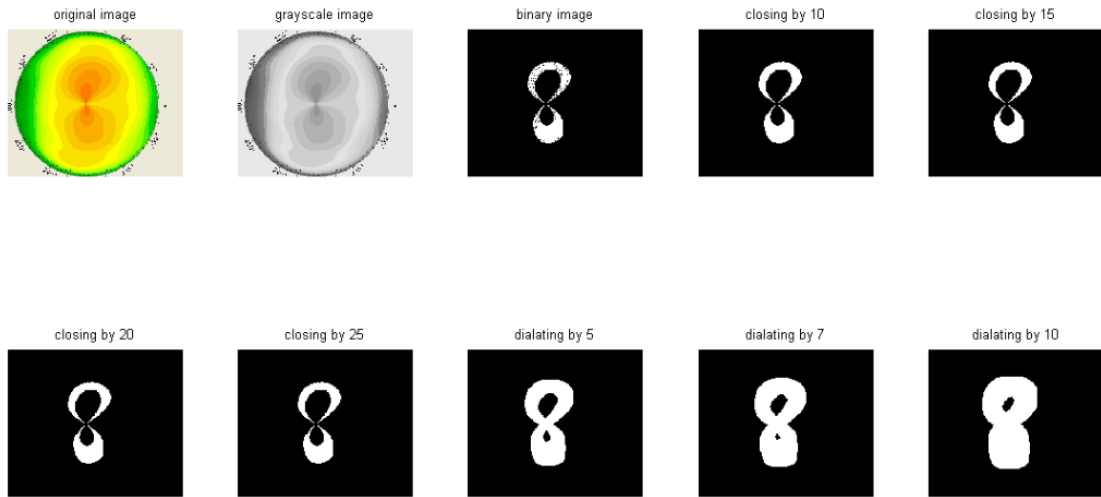 original image
grayscale image
binary image
closing by 10
closing by 15
closing by 20
closing by 25
dialating by 5
dialating by 7
dialating by 10